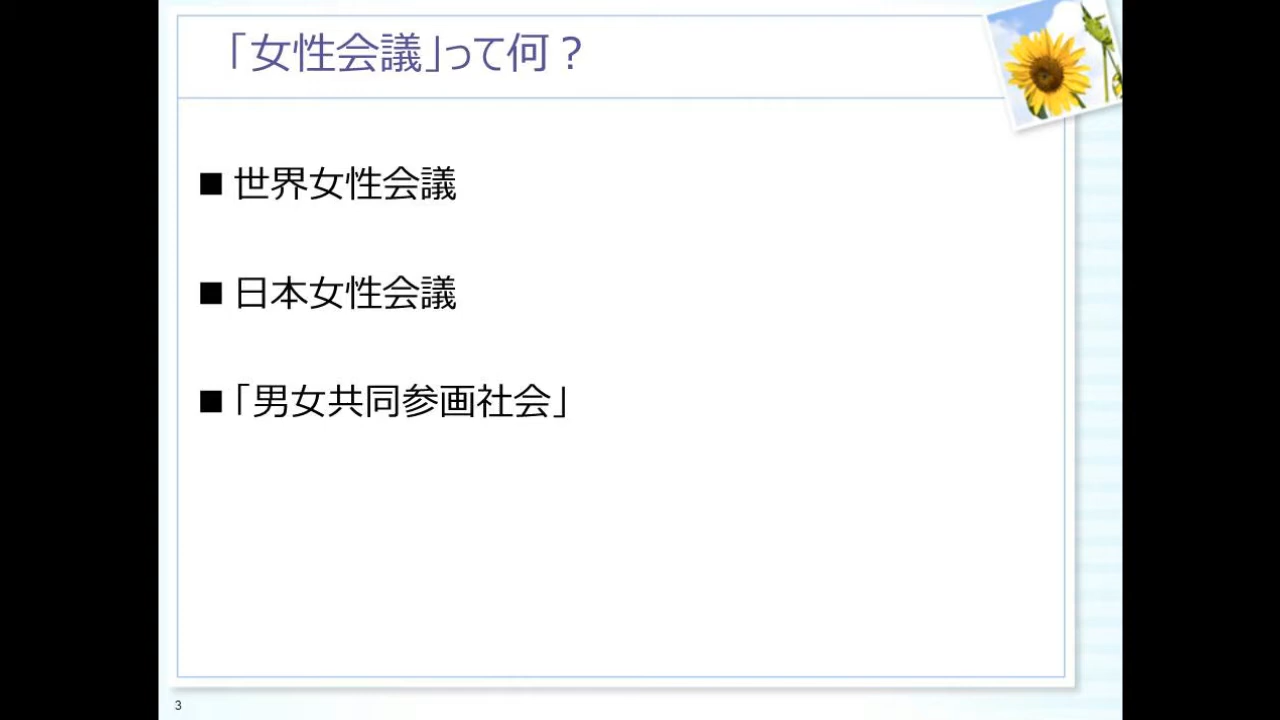 「女性会議」って何？
■ 世界女性会議
■ 日本女性会議
■「男女共同参画社会」
3